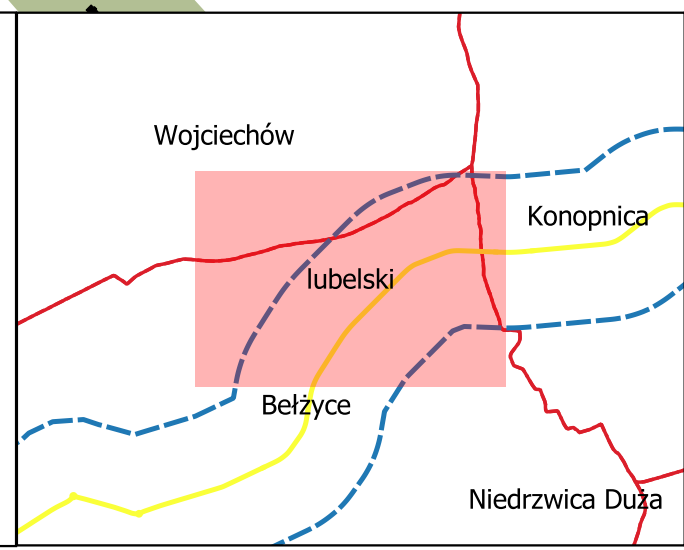 Wojciechów
Konopnica
lubelski
Bełżyce
Niedrzwica Duża